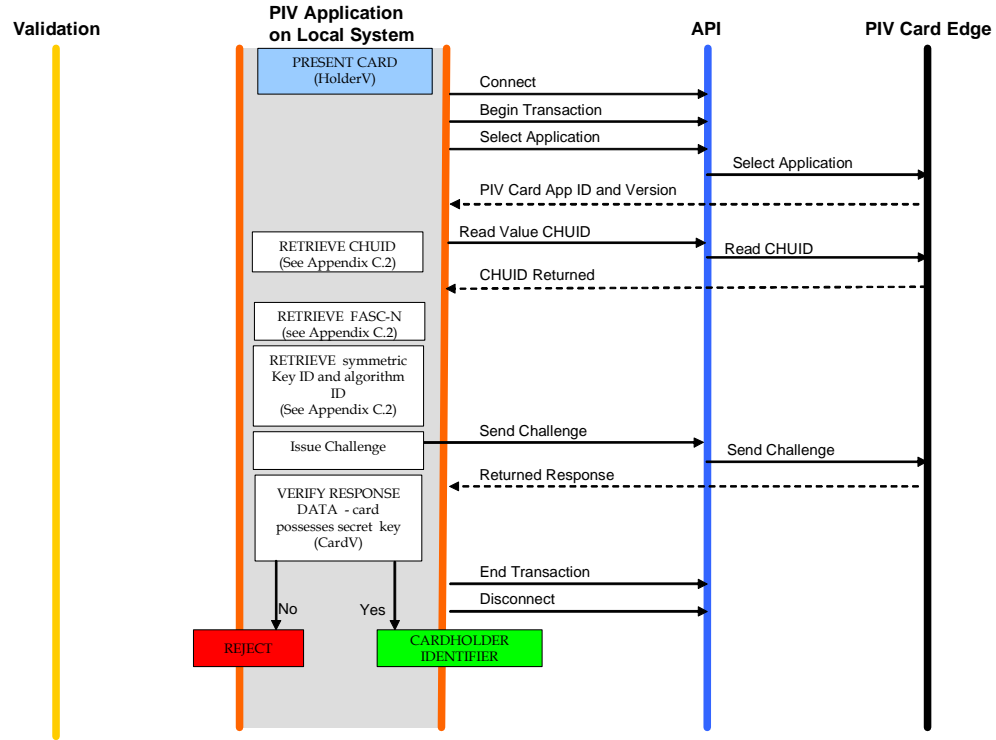 Validation
PIV Application
on Local System
API
PIV Card Edge
PRESENT CARD
(HolderV)
Connect
Begin Transaction
Select Application
Select Application
PIV Card App ID and Version
RETRIEVE CHUID
(See Appendix C.2)
Read Value CHUID
Read CHUID
CHUID Returned
RETRIEVE FASC-N
(see Appendix C.2)
RETRIEVE symmetric
Key ID and algorithm
ID
(See Appendix C.2)
Issue Challenge
Send Challenge
Send Challenge
Returned Response
VERIFY RESPONSE
DATA - card
possesses secret key
(CardV)
End Transaction
Disconnect
No
Yes
REJECT
CARDHOLDER
IDENTIFIER